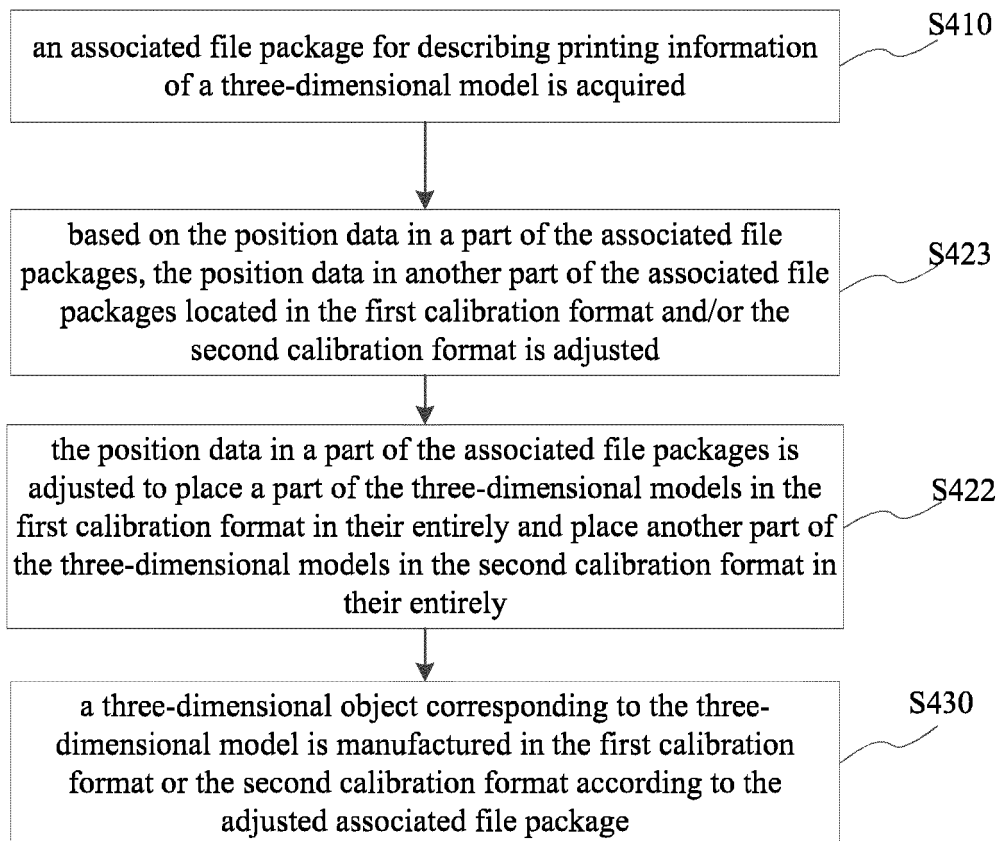 an associated file package for describing printing information
of a three-dimensional model is acquired
S410
based on the position data in a part of the associated file
packages, the position data in another part of the associated file
packages located in the first calibration format and/or the
second calibration format is adjusted
S423
the position data in a part of the associated file packages is
adjusted to place a part of the three-dimensional models in the
first calibration format in their entirely and place another part of
the three-dimensional models in the second calibration format in
their entirely
S422
a three-dimensional object corresponding to the three-
dimensional model is manufactured in the first calibration
format or the second calibration format according to the
adjusted associated file package
S430